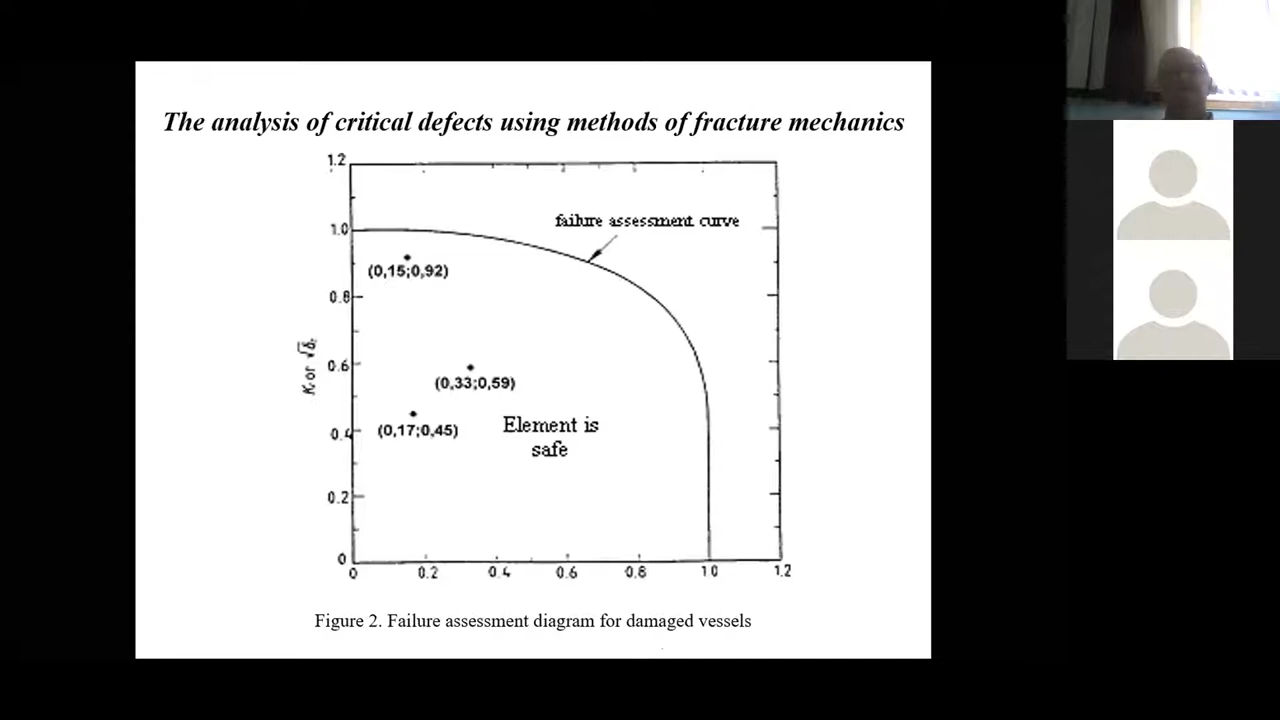 The analysis of critical defects using methods of fracture mechanics
1.2
1.0
0.8
0.6
0.4
0.2
0
Kr or √δr
failure assessment curve
(0,15;0,92)
(0,33;0,59)
(0,17;0,45)
Element is
safe
0 0.2 0.4 0.6 0.8 1.0 1.2
Figure 2. Failure assessment diagram for damaged vessels